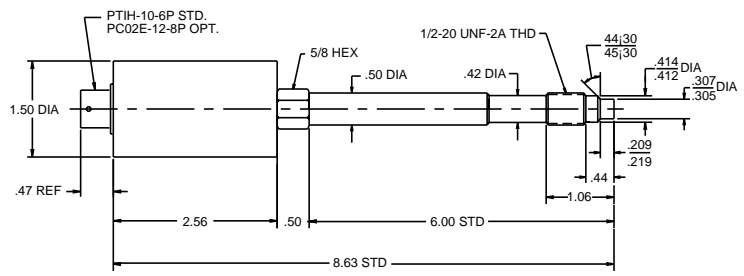 PTIH-10-6P STD.
PC02E-12-8P OPT.
5/8 HEX
1/2-20 UNF-2A THD
44¡30
45¡30
.50 DIA
.42 DIA
.414
.412
DIA
.307
.305
DIA
1.50 DIA
.209
.219
.47 REF
.44
1.06
2.56
.50
6.00 STD
8.63 STD